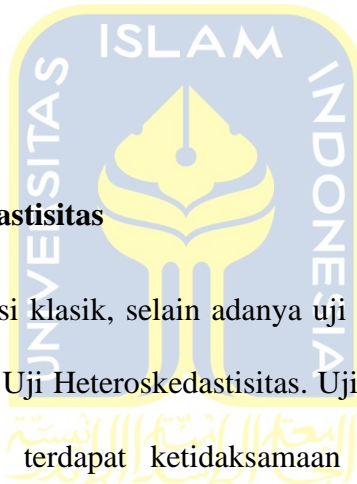 ISLAM
UNIVERSITAS
INDONESIA
astisitas
si klasik, selain adanya uji
Uji Heteroskedastisitas. Uji
terdapat ketidaksamaan